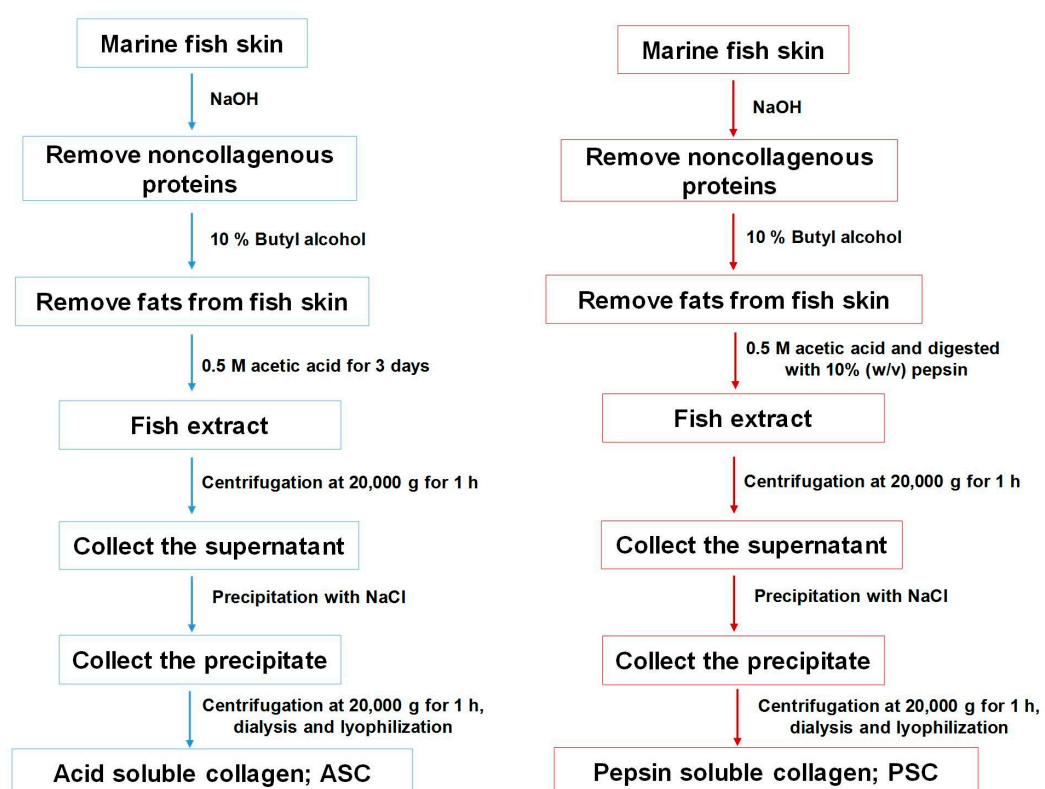 Marine fish skin
NaOH
Remove noncollagenous
proteins
10 % Butyl alcohol
Remove fats from fish skin
0.5 M acetic acid for 3 days
Fish extract
Centrifugation at 20,000 g for 1 h
Collect the supernatant
Precipitation with NaCl
Collect the precipitate
Centrifugation at 20,000 g for 1 h,
dialysis and lyophilization
Acid soluble collagen; ASC
Marine fish skin
NaOH
Remove noncollagenous
proteins
10 % Butyl alcohol
Remove fats from fish skin
0.5 M acetic acid and digested
with 10% (w/v) pepsin
Fish extract
Centrifugation at 20,000 g for 1 h
Collect the supernatant
Precipitation with NaCl
Collect the precipitate
Centrifugation at 20,000 g for 1 h,
dialysis and lyophilization
Pepsin soluble collagen; PSC